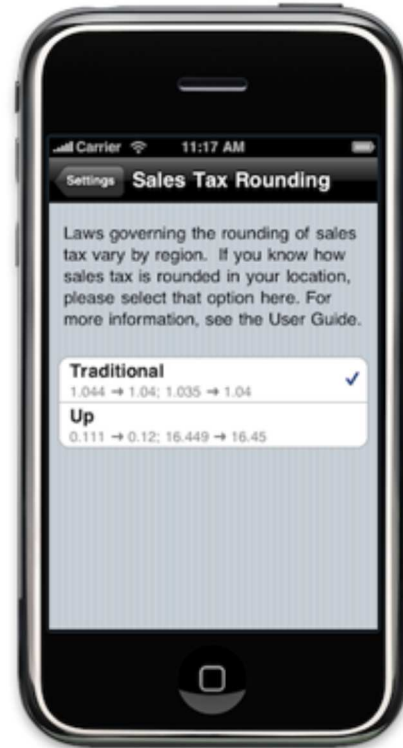 Carrier 11:17 AM
Settings Sales Tax Rounding
Laws governing the rounding of sales
tax vary by region.  If you know how
sales tax is rounded in your location,
please select that option here. For
more information, see the User Guide.
Traditional
1.044 → 1.04; 1.035 → 1.04
Up
0.111 → 0.12; 16.449 → 16.45